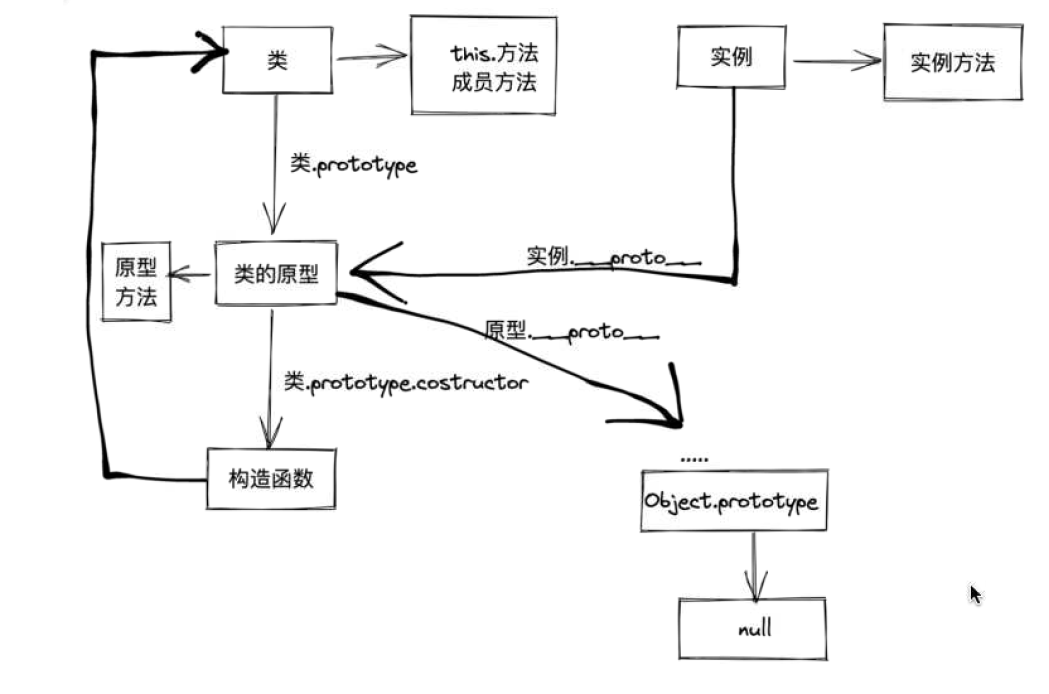 类
this.方法
成员方法
实例
实例方法
类.prototype
原型
方法
类的原型
实例.__proto__
原型.__proto__
类.prototype.costructor
构造函数
.....
Object.prototype
null